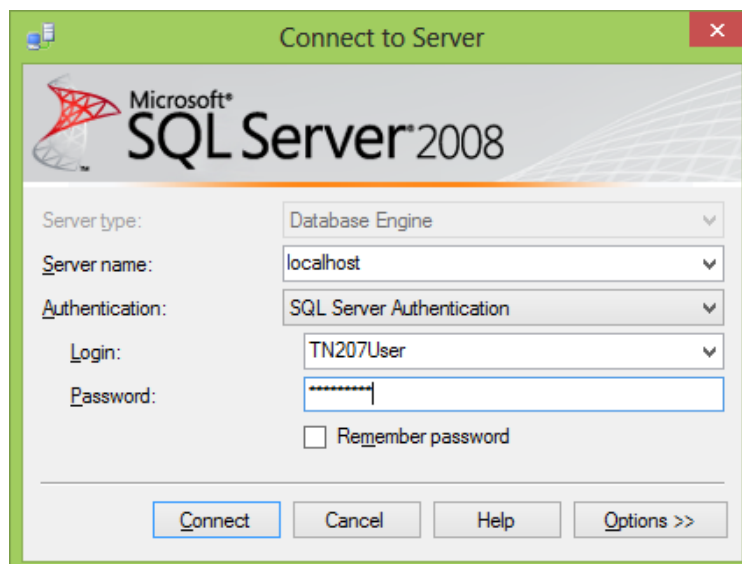 Connect to Server
Microsoft®
SQL Server® 2008
Server type: Database Engine
Server name: localhost
Authentication: SQL Server Authentication
Login: TN207User
Password: *********
Remember password
Connect Cancel Help Options >>